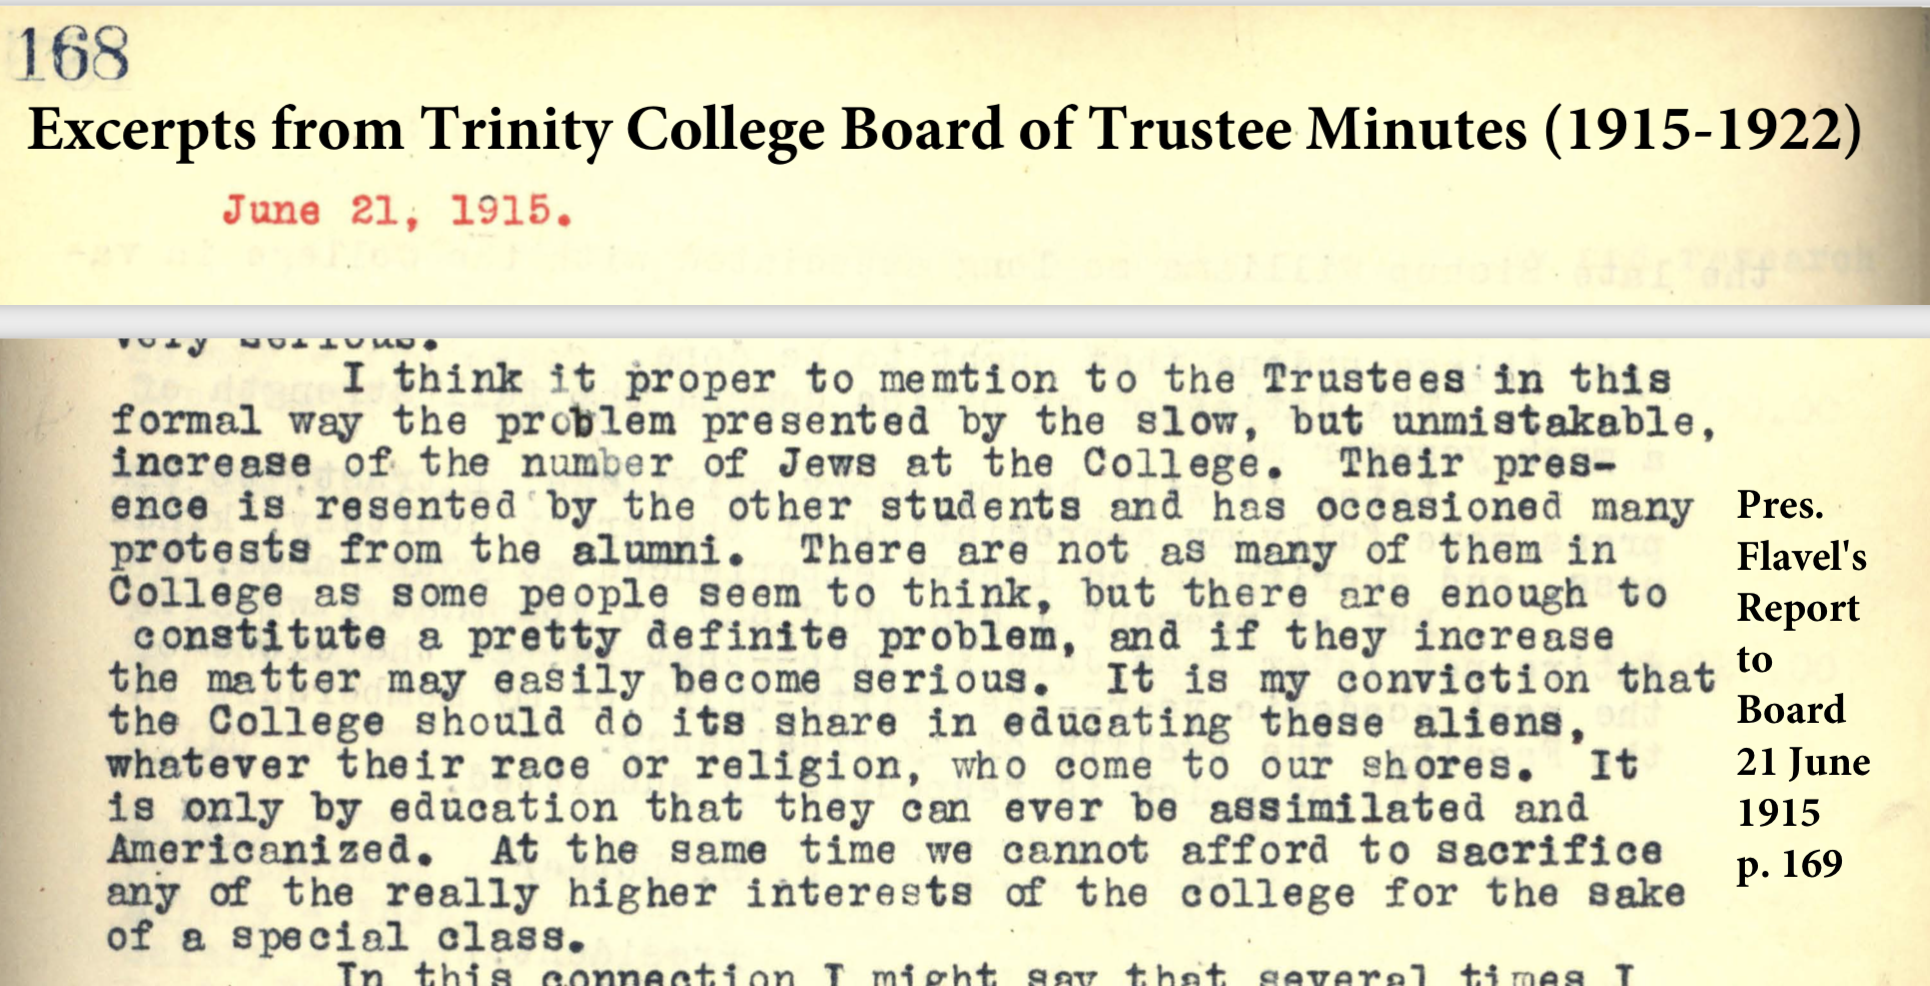 168
Excerpts from Trinity College Board of Trustee Minutes (1915-1922)
June 21, 1915.
very serious.
I think it proper to memtion to the Trustees in this
formal way the problem presented by the slow, but unmistakable,
increase of the number of Jews at the College. Their pres-
ence is resented by the other students and has occasioned many
protests from the alumni. There are not as many of them in
College as some people seem to think, but there are enough to
constitute a pretty definite problem, and if they increase
the matter may easily become serious. It is my conviction that
the College should do its share in educating these aliens,
whatever their race or religion, who come to our shores. It
is only by education that they can ever be assimilated and
Americanized. At the same time we cannot afford to sacrifice
any of the really higher interests of the college for the sake
of a special class.
In this connection I might say that several times I
Pres.
Flavel's
Report
to
Board
21 June
1915
p. 169